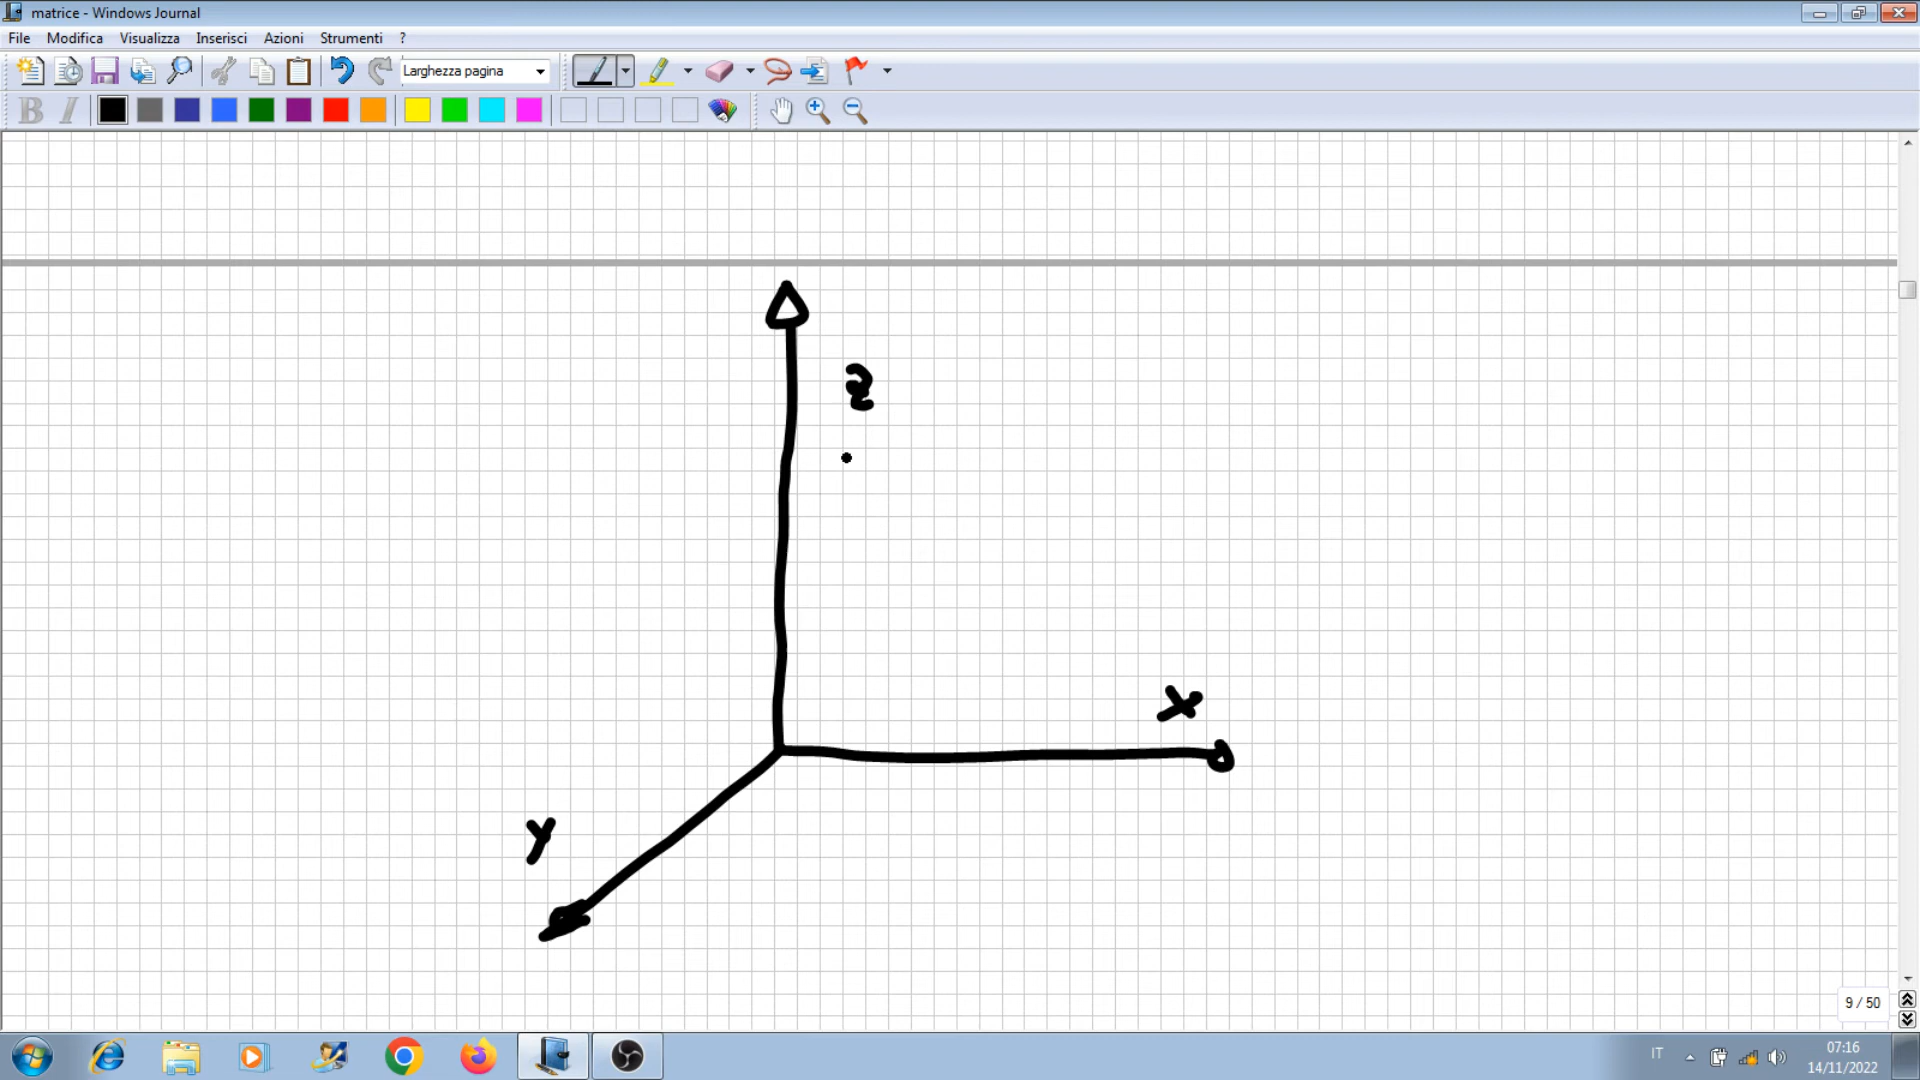 matrice - Windows Journal
File Modifica Visualizza Inserisci Azioni Strumenti ?
Larghezza pagina
B I
z
x
y
9 / 50
IT
07:16
14/11/2022